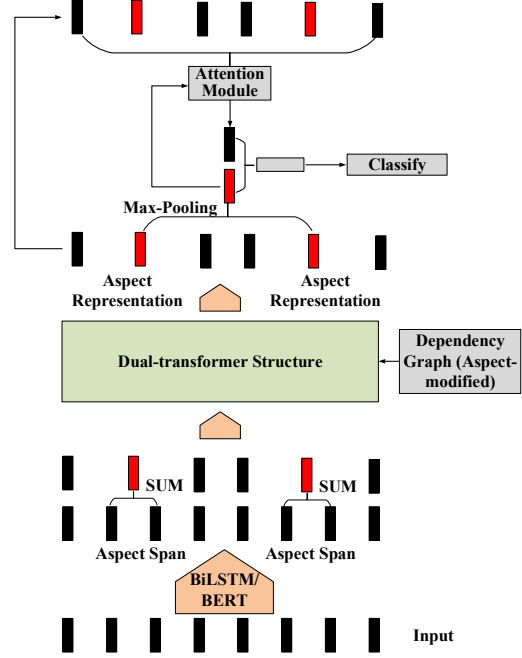 Attention
Module
Classify
Max-Pooling
Aspect
Representation
Aspect
Representation
Dual-transformer Structure
Dependency
Graph (Aspect-
modified)
SUM
SUM
Aspect Span
Aspect Span
BiLSTM/
BERT
Input